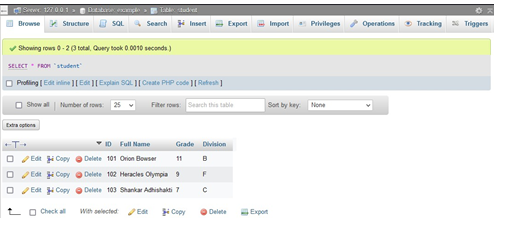 Server: 127.0.0.1 » Database: example » Table: student
Browse Structure SQL Search Insert Export Import Privileges Operations Tracking Triggers
Showing rows 0 - 2 (3 total, Query took 0.0010 seconds.)
SELECT * FROM `student`
Profiling [ Edit inline ] [ Edit ] [ Explain SQL ] [ Create PHP code ] [ Refresh ]
Show all | Number of rows: 25 Filter rows: Search this table Sort by key: None
Extra options
ID Full Name Grade Division
Edit Copy Delete 101 Orion Bowser 11 B
Edit Copy Delete 102 Heracles Olympia 9 F
Edit Copy Delete 103 Shankar Adhishakti 7 C
Check all With selected: Edit Copy Delete Export